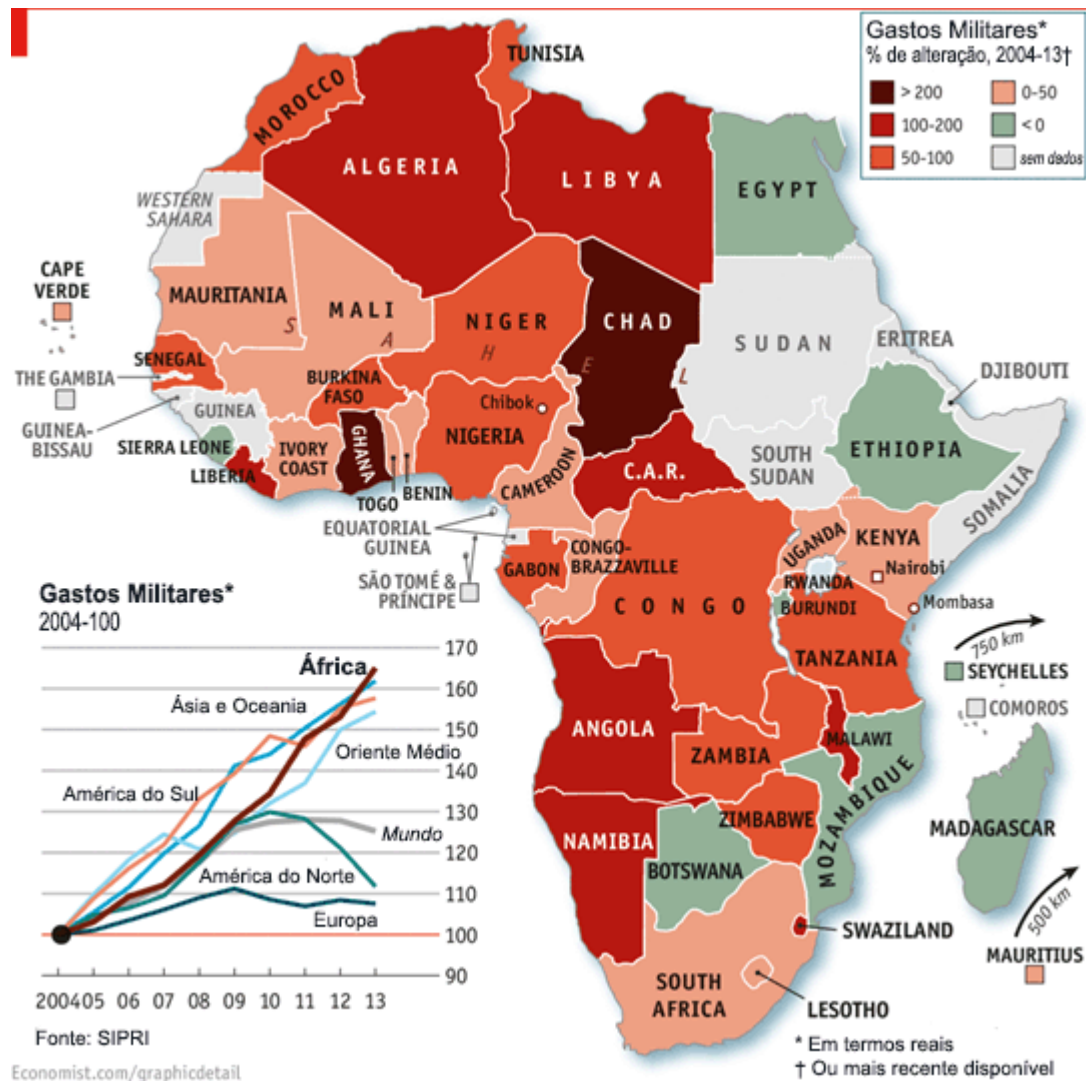 Gastos Militares*
% de alteração, 2004-13†
> 200
0-50
100-200
< 0
50-100
sem dados
TUNISIA
MOROCCO
ALGERIA
LIBYA
EGYPT
WESTERN
SAHARA
CAPE
VERDE
MAURITANIA
MALI
NIGER
CHAD
SUDAN
ERITREA
S A H E L
SENEGAL
THE GAMBIA
DJIBOUTI
BURKINA
FASO
Chibok
GUINEA
GUINEA-
BISSAU
NIGERIA
SIERRA LEONE
IVORY
COAST
GHANA
ETHIOPIA
SOUTH
SUDAN
LIBERIA
C.A.R.
CAMEROON
TOGO
BENIN
SOMALIA
EQUATORIAL
GUINEA
UGANDA
KENYA
CONGO-
BRAZZAVILLE
GABON
Nairobi
RWANDA
SÃO TOMÉ &
PRÍNCIPE
CONGO
BURUNDI
Mombasa
TANZANIA
750 km
SEYCHELLES
COMOROS
ANGOLA
MALAWI
ZAMBIA
MOZAMBIQUE
ZIMBABWE
NAMIBIA
MADAGASCAR
BOTSWANA
500 km
SWAZILAND
MAURITIUS
SOUTH
AFRICA
LESOTHO
* Em termos reais
† Ou mais recente disponível
Gastos Militares*
2004-100
170
160
150
140
130
120
110
100
90
África
Ásia e Oceania
Oriente Médio
América do Sul
Mundo
América do Norte
Europa
2004 05 06 07 08 09 10 11 12 13
Fonte: SIPRI
Economist.com/graphicdetail